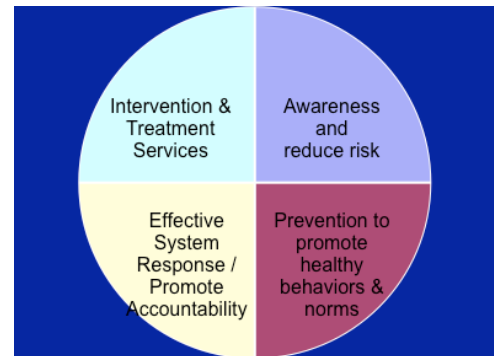 Intervention &
Treatment
Services
Awareness
and
reduce risk
Effective
System
Response /
Promote
Accountability
Prevention to
promote
healthy
behaviors &
norms